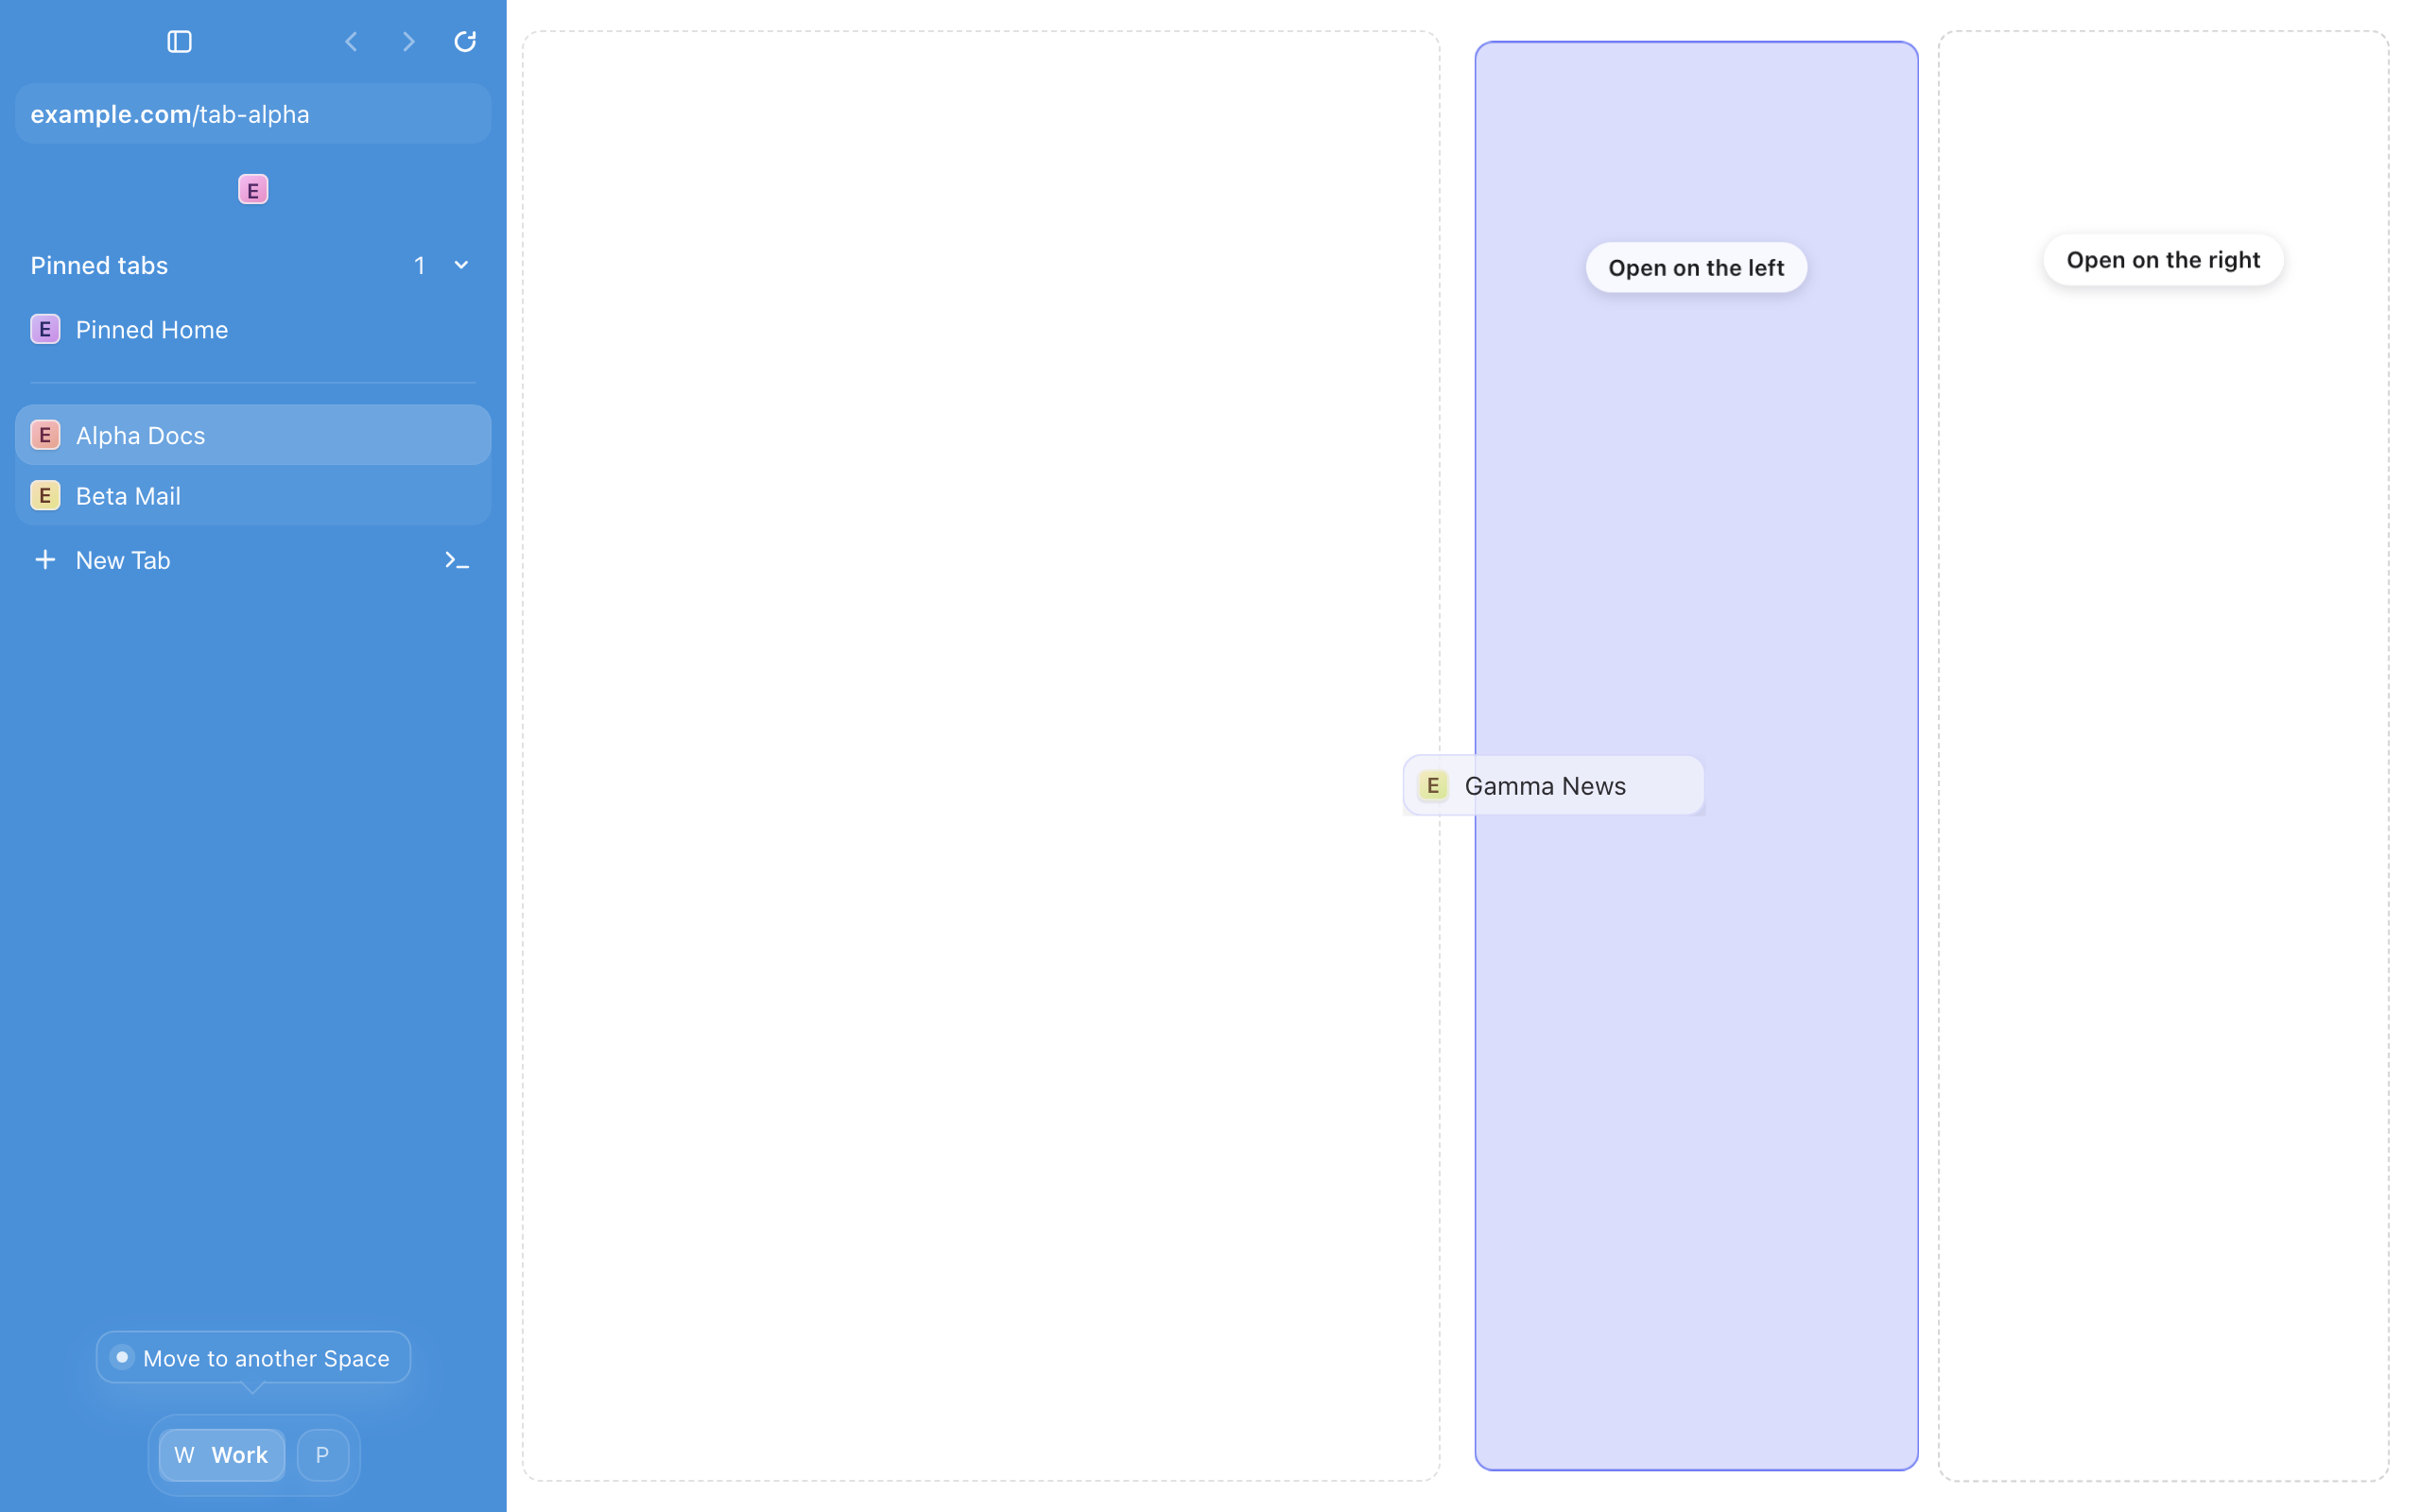 example.com/tab-alpha
E
Pinned tabs 1
E Pinned Home
E Alpha Docs
E Beta Mail
New Tab
Move to another Space
W Work P
Open on the left
Open on the right
E Gamma News